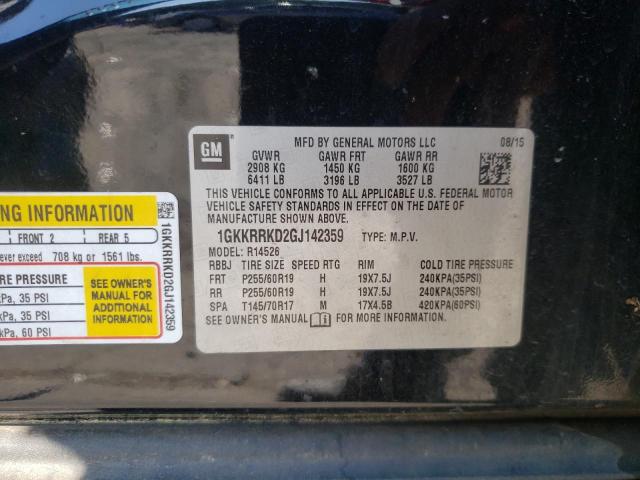 GM
MFD BY GENERAL MOTORS LLC 08/15
GVWR GAWR FRT GAWR RR
2908 KG 1450 KG 1600 KG
6411 LB 3196 LB 3527 LB
THIS VEHICLE CONFORMS TO ALL APPLICABLE U.S. FEDERAL MOTOR
VEHICLE SAFETY STANDARDS IN EFFECT ON THE DATE OF
MANUFACTURE SHOWN ABOVE.
1GKKRRKD2GJ142359 TYPE: M.P.V.
MODEL: R14526
RBBJ TIRE SIZE SPEED RTG RIM COLD TIRE PRESSURE
FRT P255/60R19 H 19X7.5J 240KPA(35PSI)
RR P255/60R19 H 19X7.5J 240KPA(35PSI)
SPA T145/70R17 M 17X4.5B 420KPA(60PSI)
SEE OWNER'S MANUAL FOR MORE INFORMATION.
NG INFORMATION
FRONT 2 REAR 5
ever exceed 708 kg or 1561 lbs.
RE PRESSURE
kPa, 35 PSI
kPa, 35 PSI
kPa, 60 PSI
SEE OWNER'S
MANUAL FOR
ADDITIONAL
INFORMATION
1GKKRRKD2GJ142359